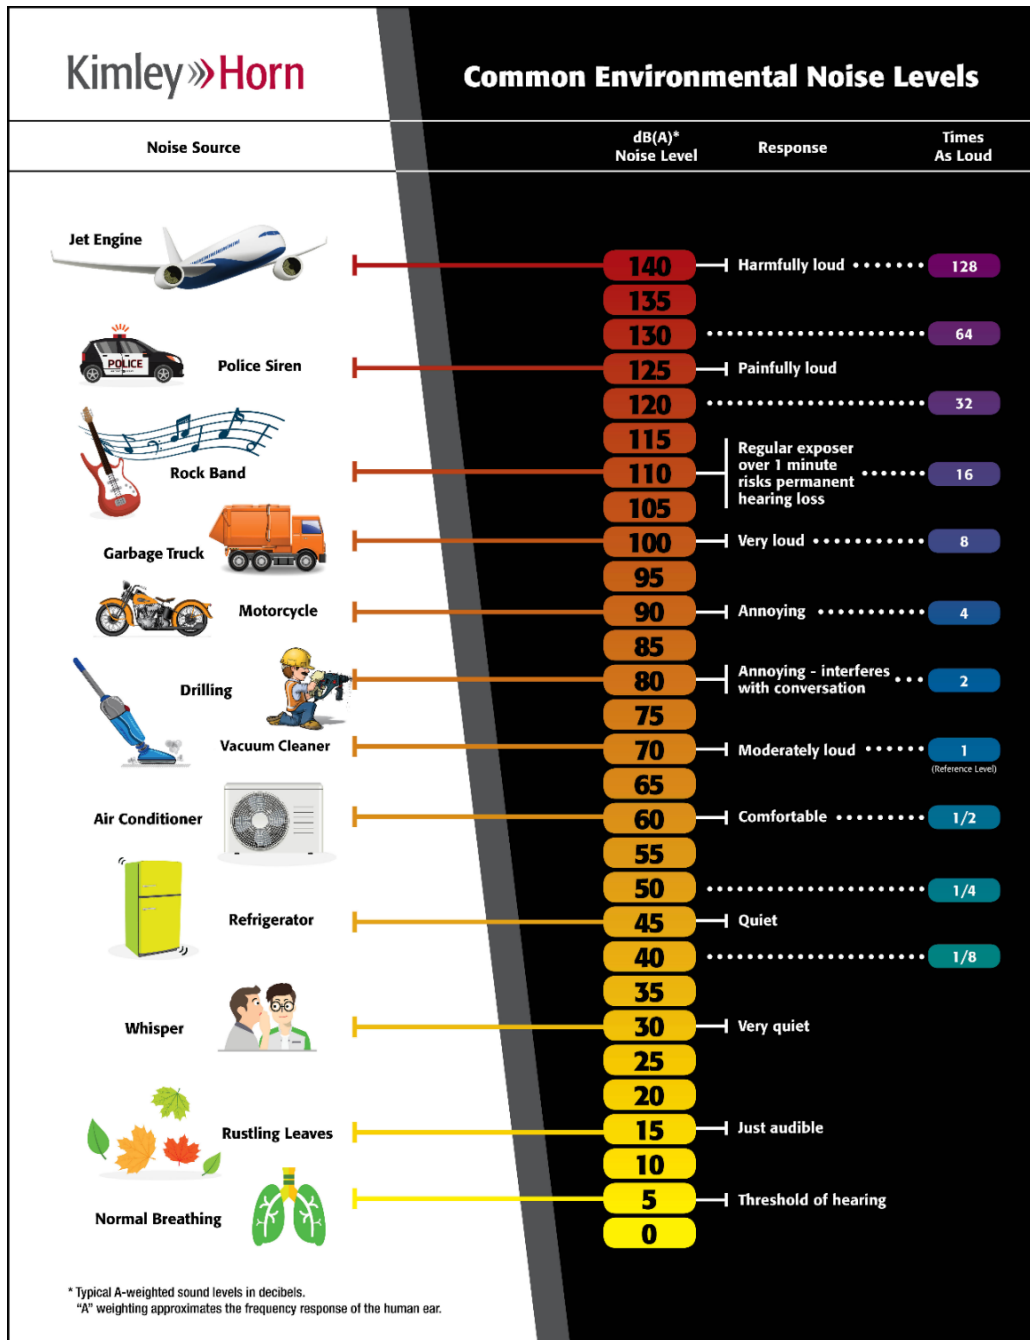 Kimley»Horn
Common Environmental Noise Levels
Noise Source
dB(A)*
Noise Level
Response
Times
As Loud
Jet Engine
140
Harmfully loud
128
135
130
64
POLICE
Police Siren
125
Painfully loud
120
32
115
Rock Band
110
Regular exposer
over 1 minute
risks permanent
hearing loss
16
105
Garbage Truck
100
Very loud
8
95
Motorcycle
90
Annoying
4
85
Drilling
80
Annoying - interferes
with conversation
2
75
Vacuum Cleaner
70
Moderately loud
1
(Reference Level)
65
Air Conditioner
60
Comfortable
1/2
55
50
1/4
Refrigerator
45
Quiet
40
1/8
35
Whisper
30
Very quiet
25
20
Rustling Leaves
15
Just audible
10
Normal Breathing
5
Threshold of hearing
0
* Typical A-weighted sound levels in decibels.
"A" weighting approximates the frequency response of the human ear.